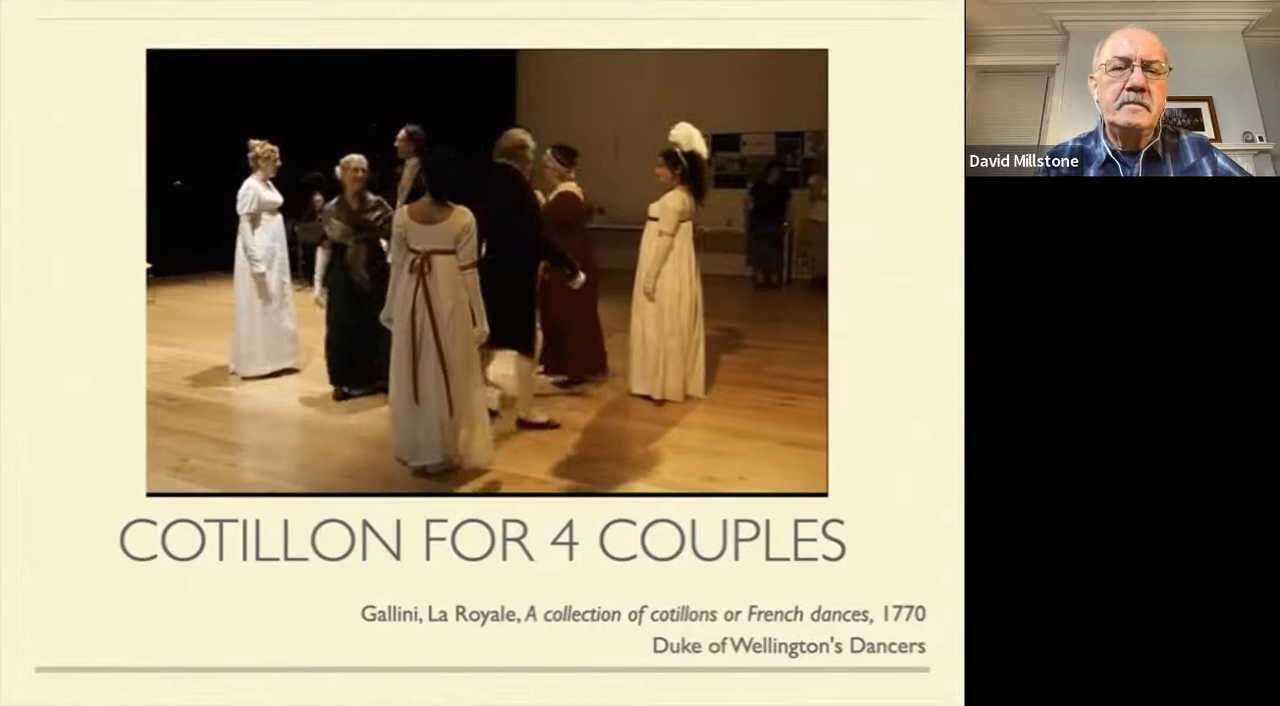 COTILLON FOR 4 COUPLES
Gallini, La Royale, A collection of cotillons or French dances, 1770
Duke of Wellington's Dancers
David Millstone